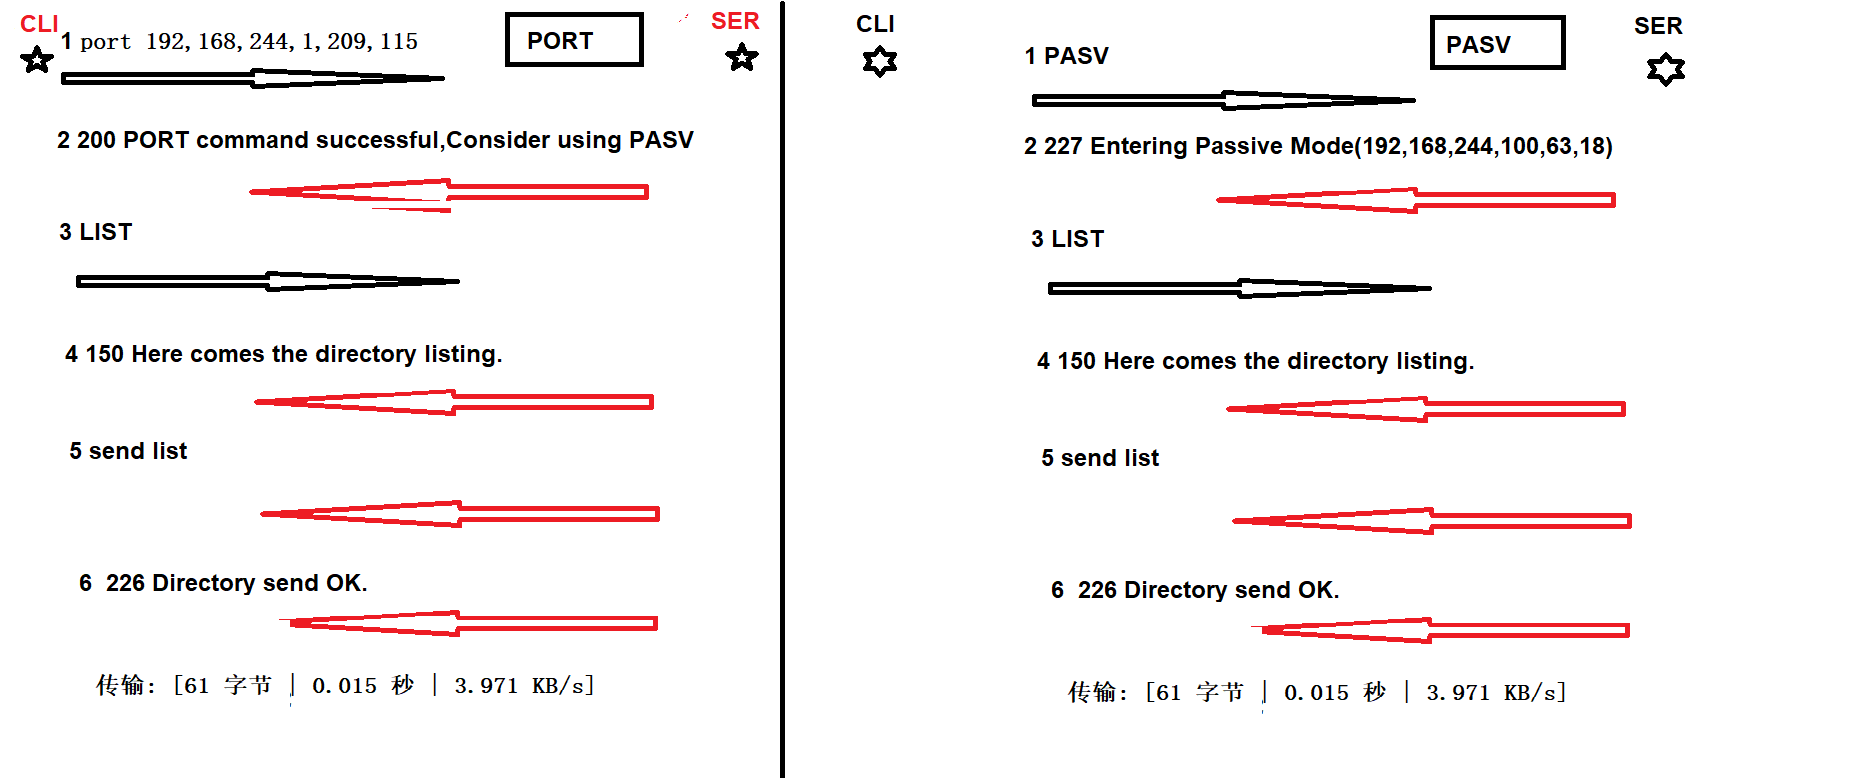 CLI
SER
PORT
1 port 192,168,244,1,209,115
2 200 PORT command successful,Consider using PASV
3 LIST
4 150 Here comes the directory listing.
5 send list
6 226 Directory send OK.
传输: [61 字节 | 0.015 秒 | 3.971 KB/s]
CLI
SER
PASV
1 PASV
2 227 Entering Passive Mode(192,168,244,100,63,18)
3 LIST
4 150 Here comes the directory listing.
5 send list
6 226 Directory send OK.
传输: [61 字节 | 0.015 秒 | 3.971 KB/s]